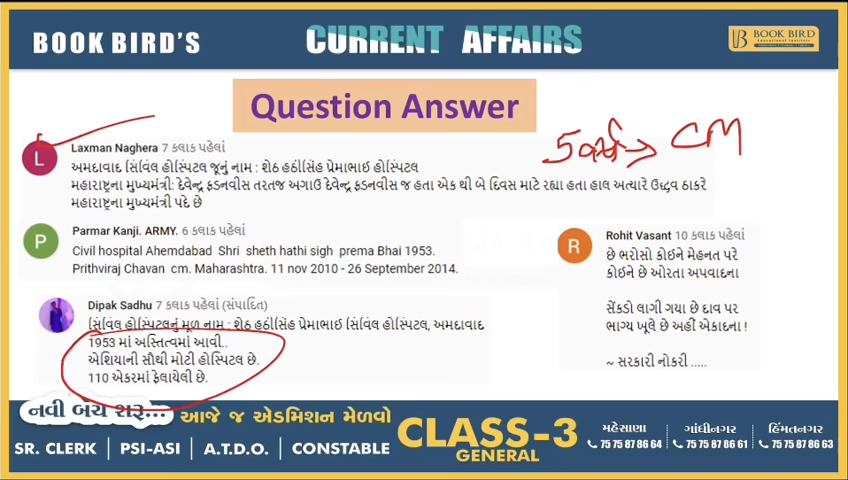 BOOK BIRD'S
CURRENT AFFAIRS
BOOK BIRD
Question Answer
5 વર્ષ → CM
L
Laxman Naghera 7 કલાક પહેલાં
અમદાવાદ સિવિલ હોસ્પિટલ જૂનું નામ : શેઠ હઠીસિંહ પ્રેમાભાઈ હોસ્પિટલ
મહારાષ્ટ્રના મુખ્યમંત્રી: દેવેન્દ્ર ફડનવીસ તરતજ અગાઉ દેવેન્દ્ર ફડનવીસ જ હતા એક થી બે દિવસ માટે રહ્યા હતા હાલ અત્યારે ઉદ્ધવ ઠાકરે
મહારાષ્ટ્રના મુખ્યમંત્રી પદે છે
P
Parmar Kanji. ARMY. 6 કલાક પહેલાં
Civil hospital Ahemdabad Shri sheth hathi sigh prema Bhai 1953.
Prithviraj Chavan cm. Maharashtra. 11 nov 2010 - 26 September 2014.
Dipak Sadhu 7 કલાક પહેલાં (સંપાદિત)
સિવિલ હોસ્પિટલનું મૂળ નામ : શેઠ હઠીસિંહ પ્રેમાભાઈ સિવિલ હોસ્પિટલ, અમદાવાદ
1953 માં અસ્તિત્વમાં આવી..
એશિયાની સૌથી મોટી હોસ્પિટલ છે.
110 એકરમાં ફેલાયેલી છે.
R
Rohit Vasant 10 કલાક પહેલાં
છે ભરોસો કોઇને મેહનત પરે
કોઇને છે ઓરતા અપવાદના
સેંકડો લાગી ગયા છે દાવ પર
ભાગ્ય ખૂલે છે અહીં એકાદના !
~ સરકારી નોકરી .....
નવી બેચ શરૂ... આજે જ એડમિશન મેળવો
SR. CLERK | PSI-ASI | A.T.D.O. | CONSTABLE
CLASS-3
GENERAL
મહેસાણા
75 75 87 86 64
ગાંધીનગર
75 75 87 86 61
હિંમતનગર
75 75 87 86 63